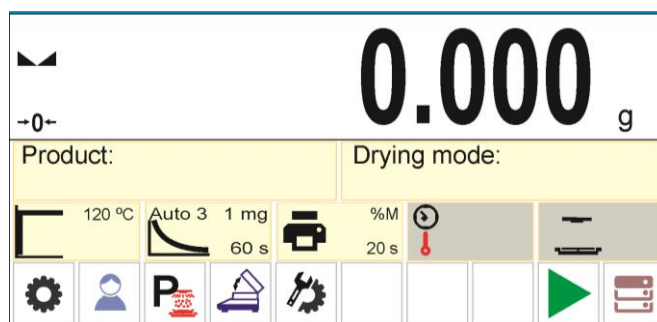 0.000 g
→0←
Product:
Drying mode:
120 ºC
Auto 3 1 mg
60 s
%M
20 s
P